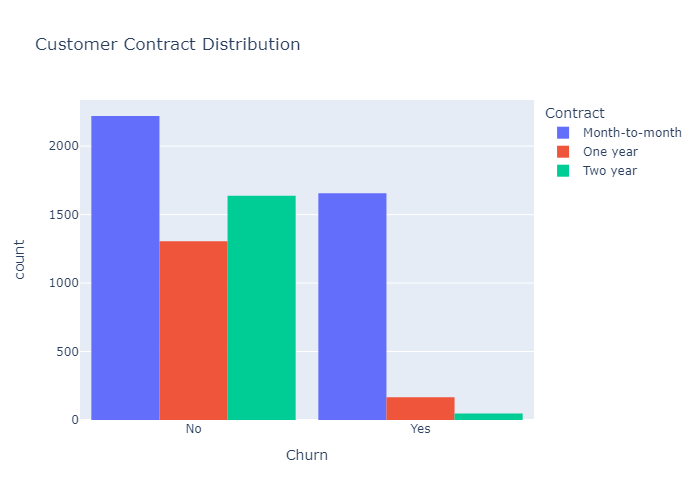 Customer Contract Distribution
Contract
Month-to-month
One year
Two year
count
2000
1500
1000
500
0
No
Yes
Churn